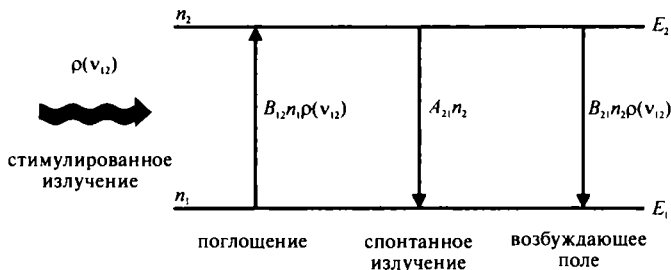 n₂ E₂
ρ(ν₁₂)
B₁₂n₁ρ(ν₁₂) A₂₁n₂ B₂₁n₂ρ(ν₁₂)
стимулированное
излучение
n₁ E₁
поглощение спонтанное возбуждающее
излучение поле